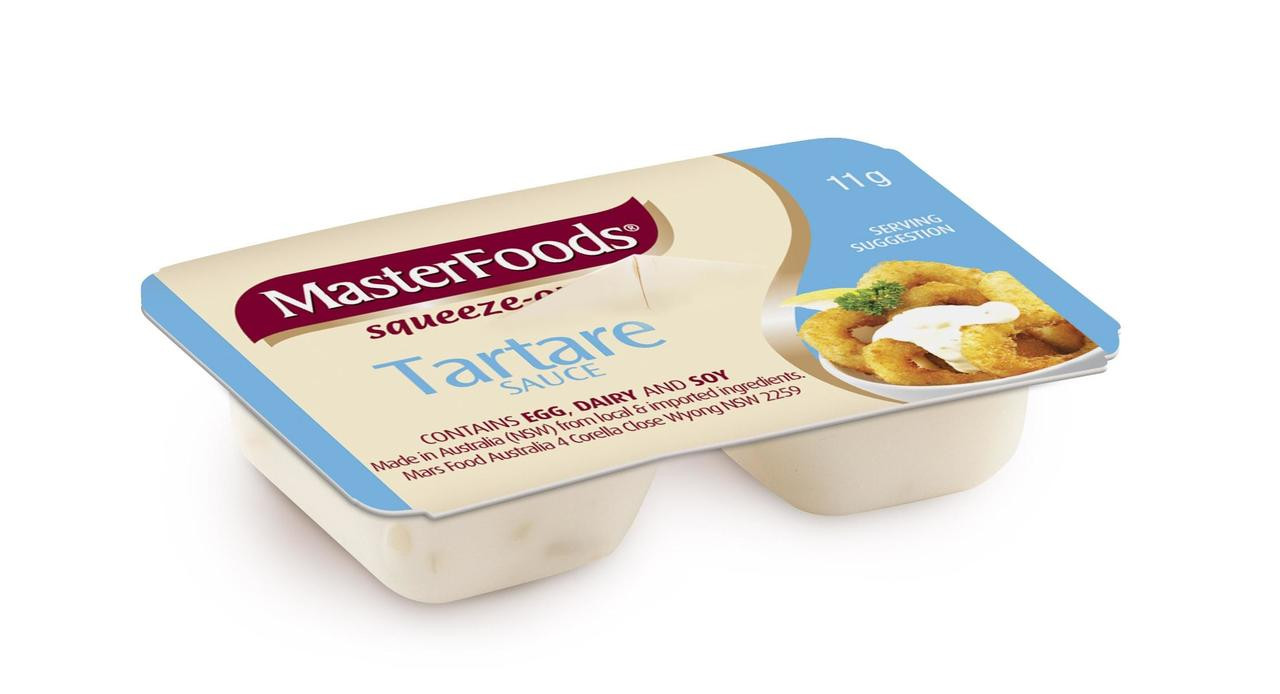 MasterFoods®
squeeze-o
Tartare
SAUCE
CONTAINS EGG, DAIRY AND SOY
Made in Australia (NSW) from local & imported ingredients.
Mars Food Australia 4 Corella Close Wyong NSW 2259
11g
SERVING
SUGGESTION